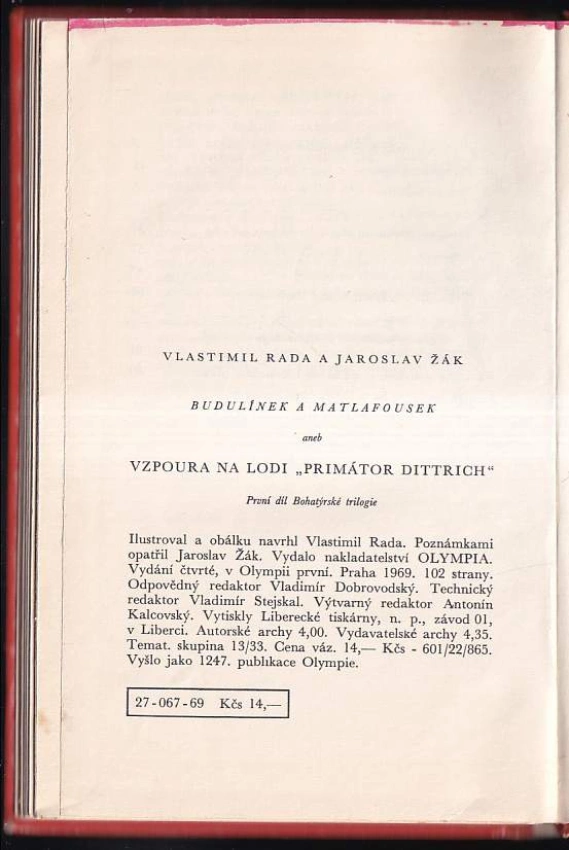 VLASTIMIL RADA A JAROSLAV ŽÁK
BUDULÍNEK A MATLAFOUSEK
aneb
VZPOURA NA LODI „PRIMÁTOR DITTRICH“
První díl Bohatýrské trilogie
Ilustroval a obálku navrhl Vlastimil Rada. Poznámkami
opatřil Jaroslav Žák. Vydalo nakladatelství OLYMPIA.
Vydání čtvrté, v Olympii první. Praha 1969. 102 strany.
Odpovědný redaktor Vladimír Dobrovodský. Technický
redaktor Vladimír Stejskal. Výtvarný redaktor Antonín
Kalcovský. Vytiskly Liberecké tiskárny, n. p., závod 01,
v Liberci. Autorské archy 4,00. Vydavatelské archy 4,35.
Temat. skupina 13/33. Cena váz. 14,— Kčs - 601/22/865.
Vyšlo jako 1247. publikace Olympie.
27-067-69 Kčs 14,—